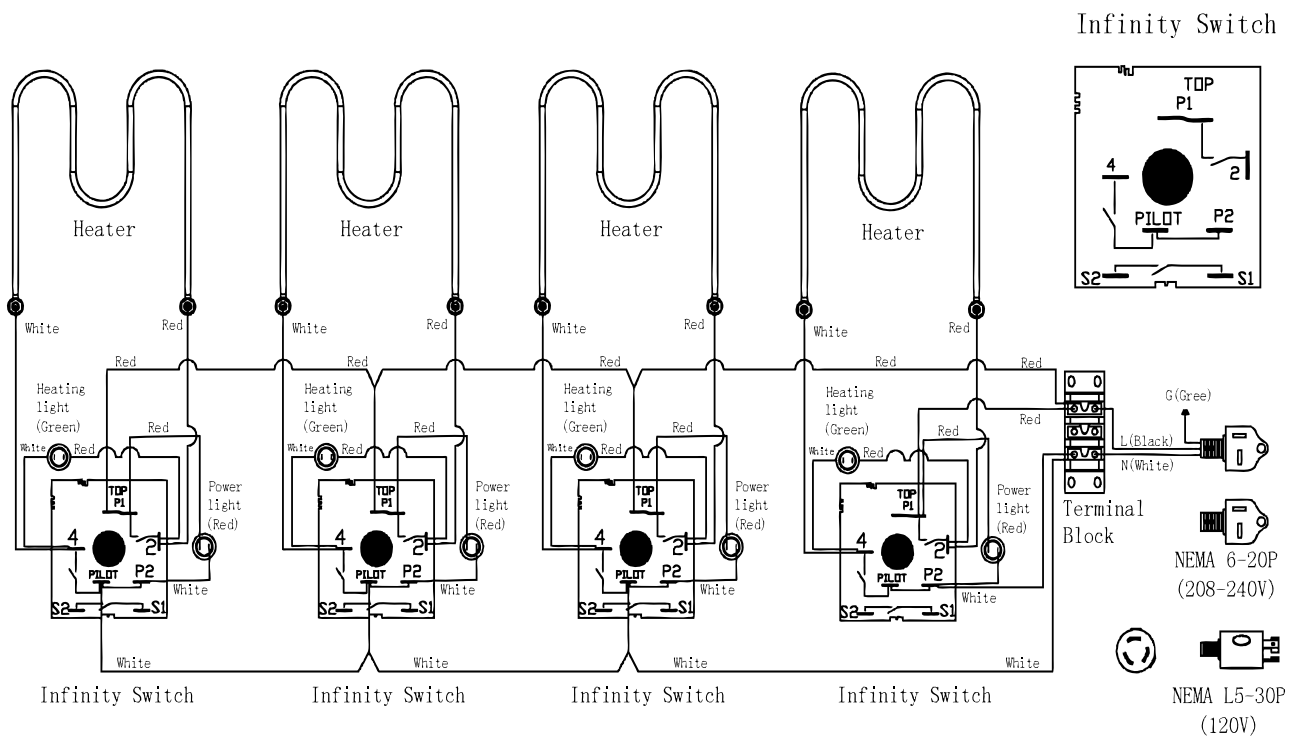 Infinity Switch
TOP
P1
4
2
PILOT
P2
S2
S1
Heater
Heater
Heater
Heater
White
Red
White
Red
White
Red
White
Red
Red
Red
Red
Red
Red
Heating
light
(Green)
Heating
light
(Green)
Heating
light
(Green)
Heating
light
(Green)
G(Gree)
Red
White
Red
Red
White
Red
Red
White
Red
Red
White
Red
Red
L(Black)
N(White)
TOP
P1
Power
light
(Red)
4
2
PILOT
P2
White
S2
S1
TOP
P1
Power
light
(Red)
4
2
PILOT
P2
White
S2
S1
TOP
P1
Power
light
(Red)
4
2
PILOT
P2
White
S2
S1
TOP
P1
Power
light
(Red)
4
2
PILOT
P2
White
S2
S1
Terminal
Block
NEMA 6-20P
(208-240V)
White
White
White
White
Infinity Switch
Infinity Switch
Infinity Switch
Infinity Switch
NEMA L5-30P
(120V)